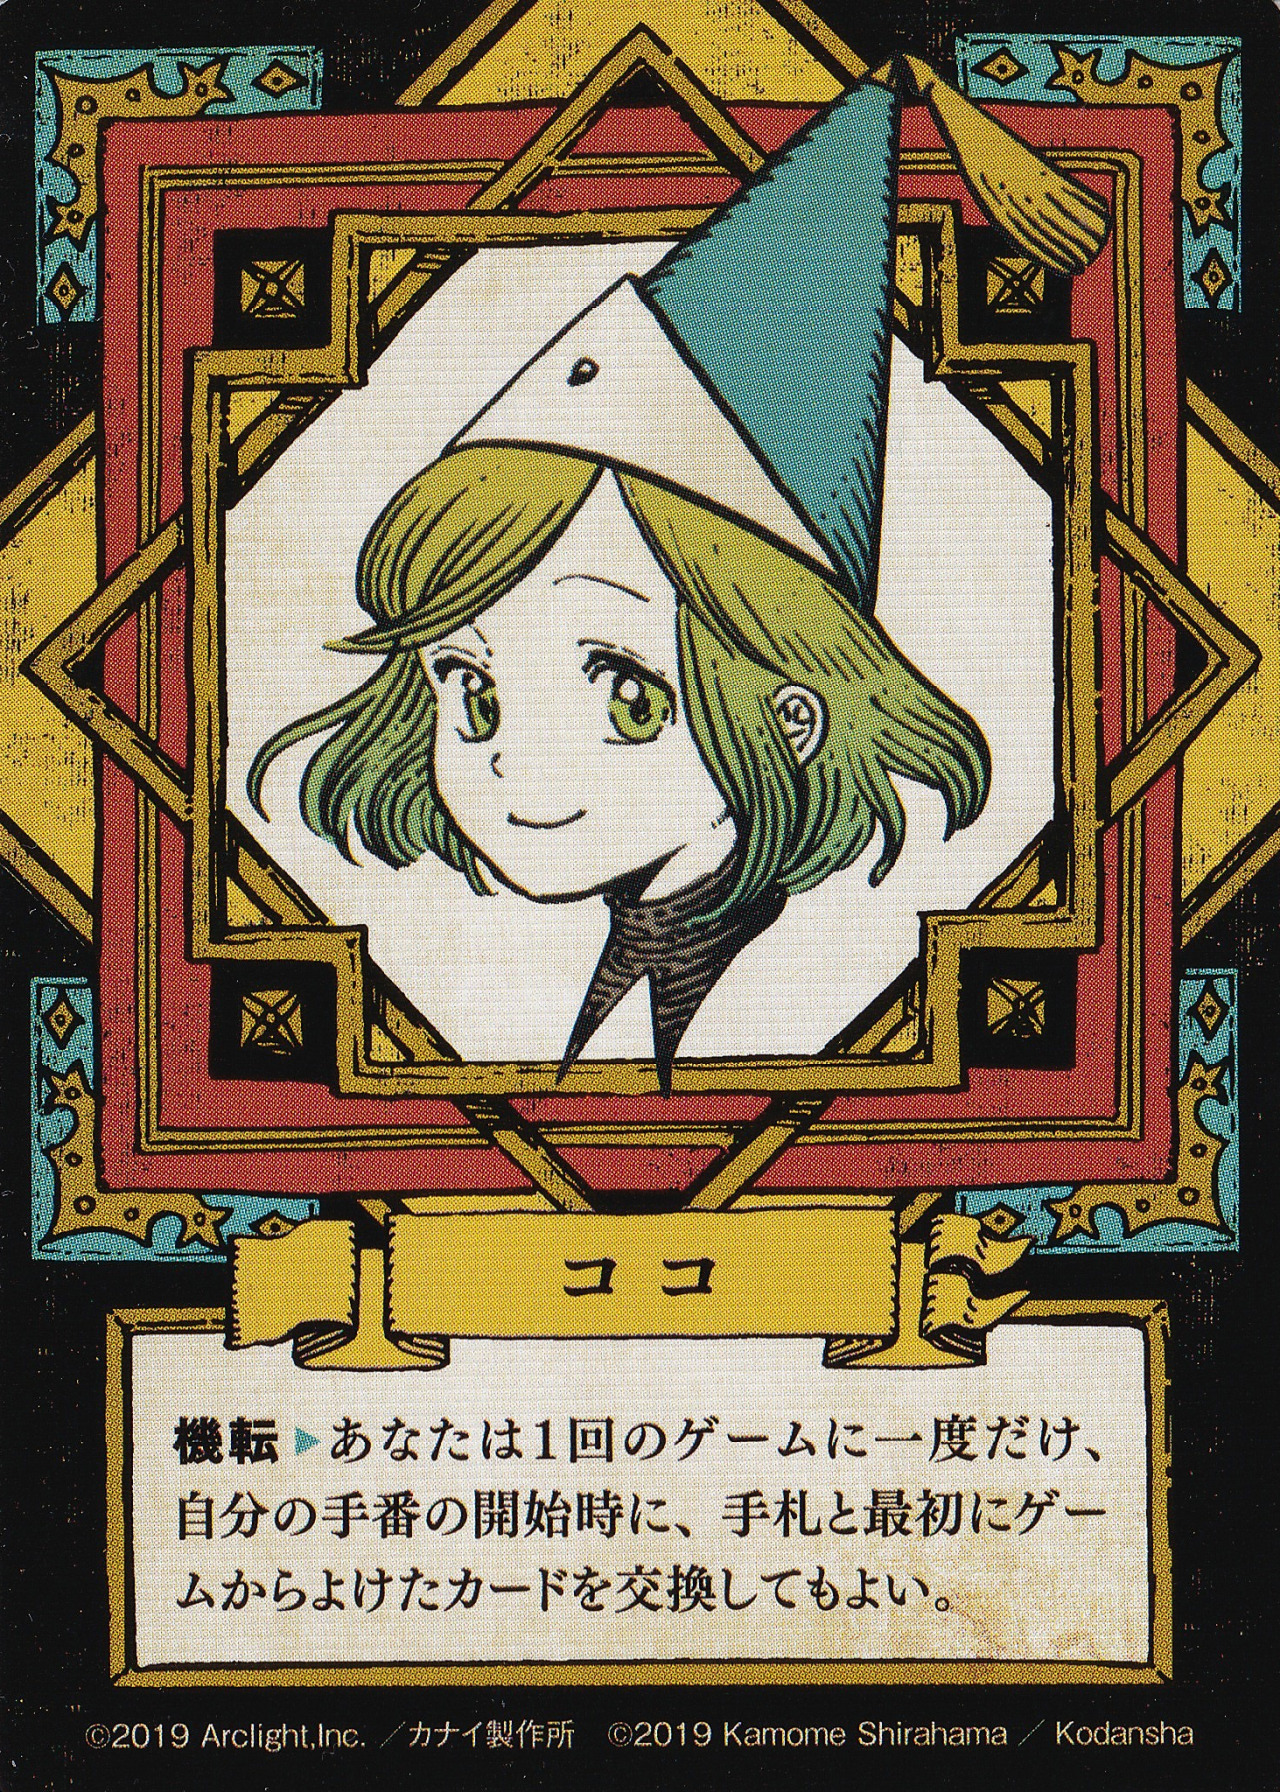 ココ
機転▶あなたは1回のゲームに一度だけ、
自分の手番の開始時に、手札と最初にゲー
ムからよけたカードを交換してもよい。
©2019 Arclight,Inc. ／カナイ製作所 ©2019 Kamome Shirahama ／ Kodansha